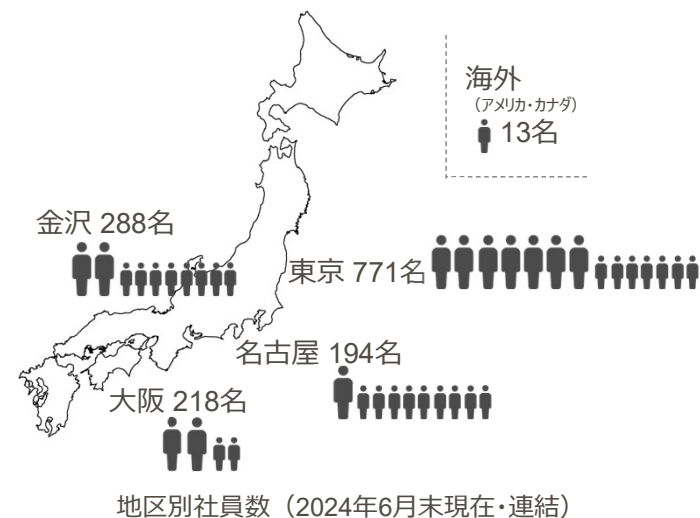 海外
（アメリカ・カナダ）
13名
金沢 288名
東京 771名
名古屋 194名
大阪 218名
地区別社員数（2024年6月末現在・連結）